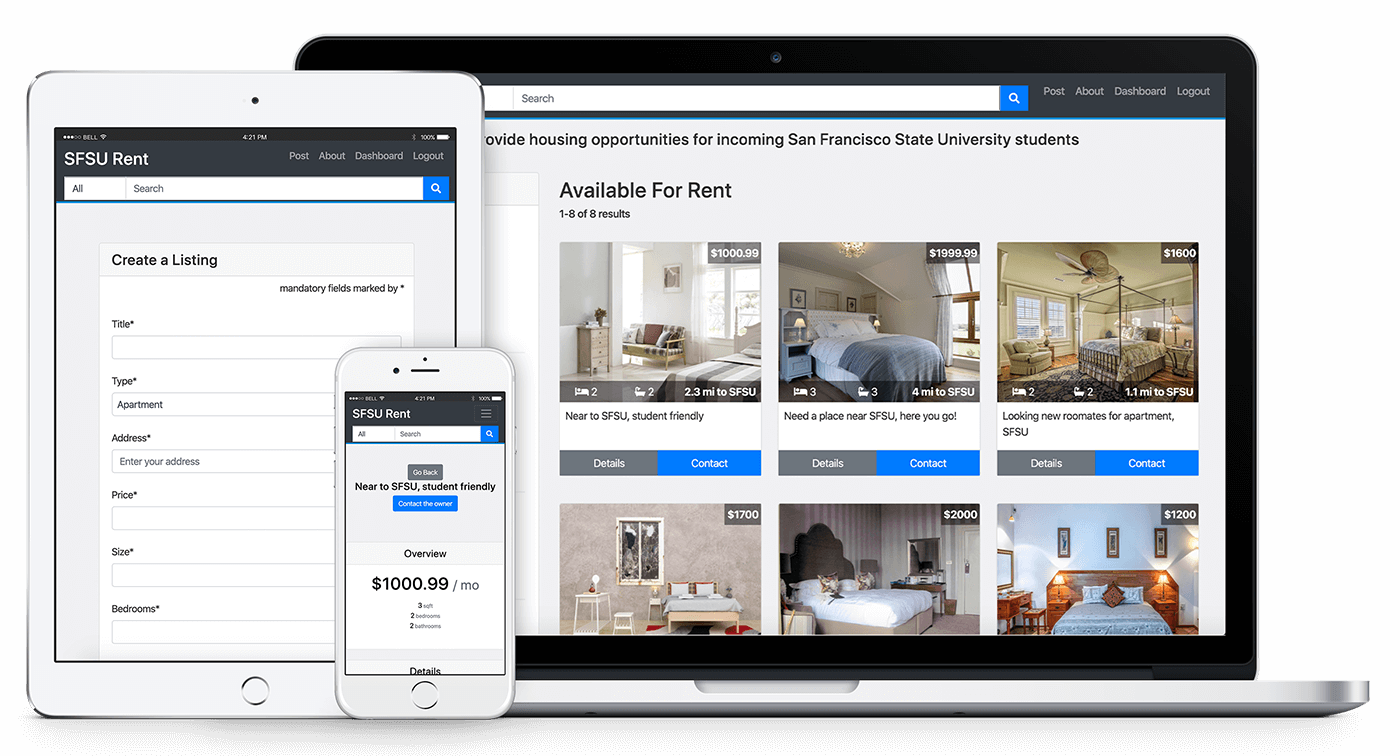 BELL 4:21 PM 100%
SFSU Rent Post About Dashboard Logout
All Search
Create a Listing
mandatory fields marked by *
Title*
Type*
Apartment
Address*
Enter your address
Price*
Size*
Bedrooms*
BELL 4:21 PM 100%
SFSU Rent
All Search
Go Back
Near to SFSU, student friendly
Contact the owner
Overview
$1000.99 / mo
3 sqft
2 bedrooms
2 bathrooms
Details
Search Post About Dashboard Logout
housing opportunities for incoming San Francisco State University students
Available For Rent
1-8 of 8 results
$1000.99
2 2 2.3 mi to SFSU
Near to SFSU, student friendly
Details Contact
$1999.99
3 3 4 mi to SFSU
Need a place near SFSU, here you go!
Details Contact
$1600
2 2 1.1 mi to SFSU
Looking new roomates for apartment,
SFSU
Details Contact
$1700
$2000
$1200